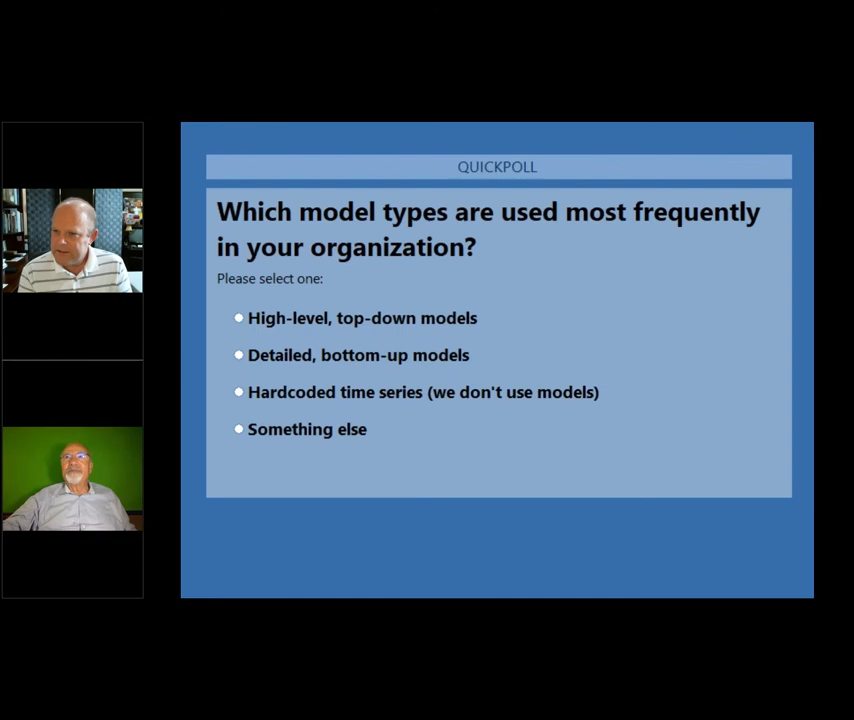 QUICKPOLL
Which model types are used most frequently
in your organization?
Please select one:
High-level, top-down models
Detailed, bottom-up models
Hardcoded time series (we don't use models)
Something else